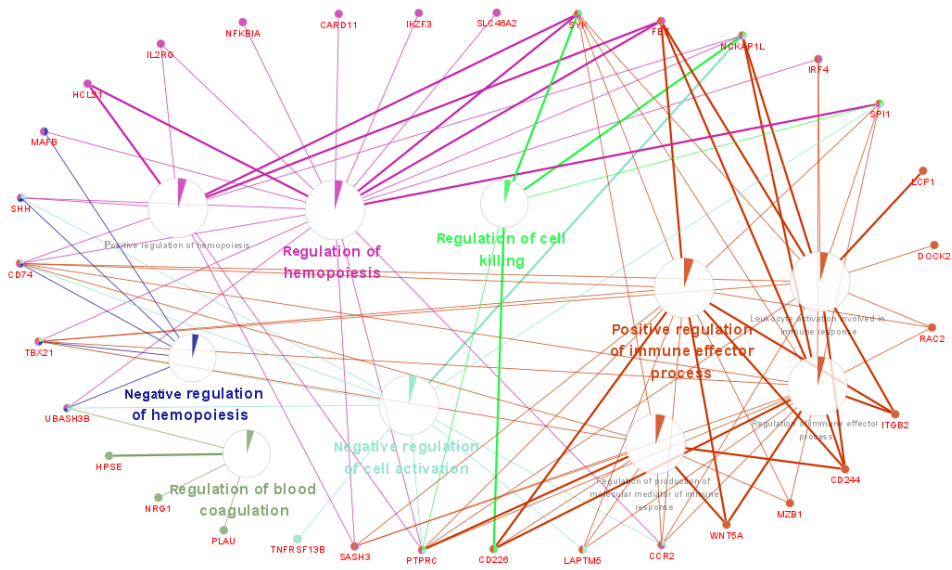 CARD11
IKZF3
SLC46A2
NFKBIA
SYK
FES
IL2RG
NCKAP1L
IRF4
HCLS1
SPI1
MAFB
LCP1
SHH
Positive regulation of hemopoiesis
Regulation of
hemopoiesis
Regulation of cell
killing
DOCK2
CD74
Leukocyte activation involved in
immune response
Positive regulation
of immune effector
process
RAC2
TBX21
Negative regulation
of hemopoiesis
UBASH3B
Regulation of immune effector
process
ITGB2
Negative regulation
of cell activation
HPSE
CD244
Regulation of production of
molecular mediator of immune
response
Regulation of blood
coagulation
NRG1
MZB1
PLAU
WNT5A
TNFRSF13B
SASH3
PTPRC
CD226
LAPTM5
CCR2